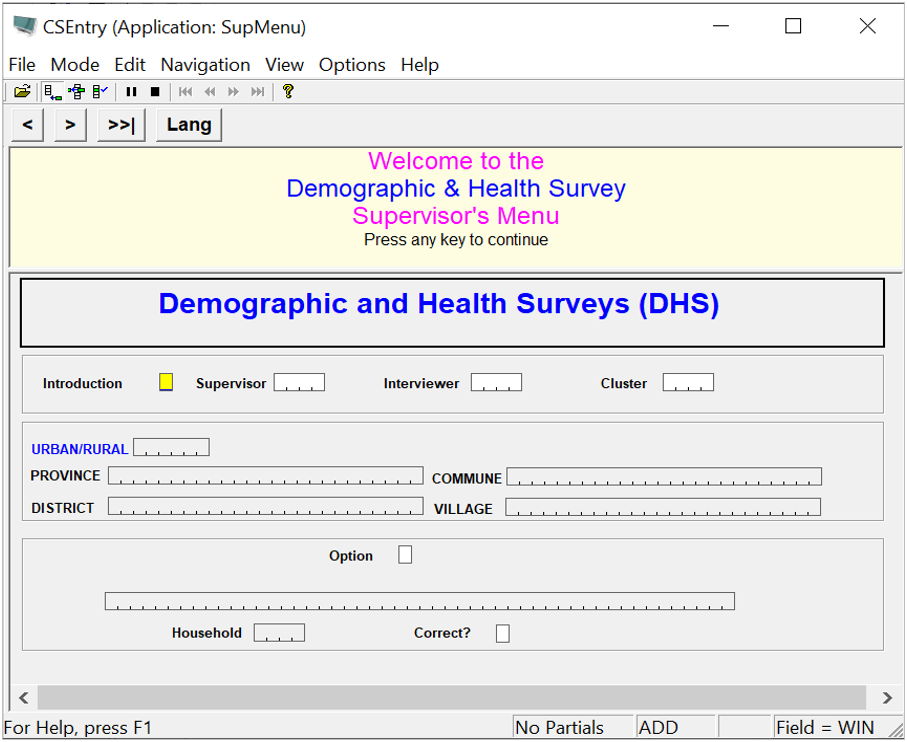 CSEntry (Application: SupMenu)
File Mode Edit Navigation View Options Help
< > >>| Lang
Welcome to the
Demographic & Health Survey
Supervisor's Menu
Press any key to continue
Demographic and Health Surveys (DHS)
Introduction Supervisor Interviewer Cluster
URBAN/RURAL
PROVINCE COMMUNE
DISTRICT VILLAGE
Option
Household Correct?
For Help, press F1 No Partials ADD Field = WIN